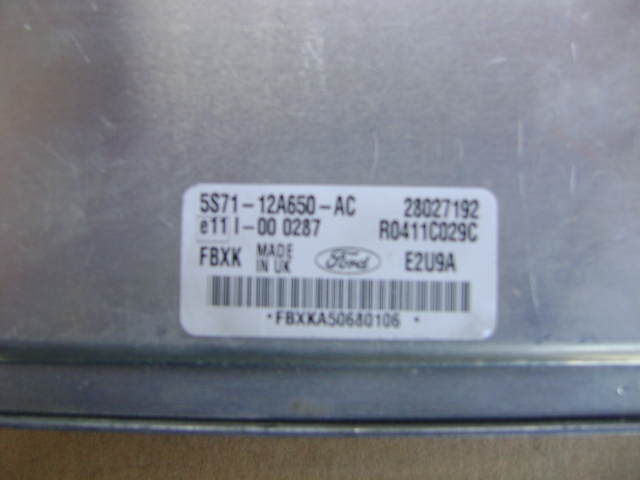 5S71-12A650-AC 28027192
e11 I-00 0287 R0411C029C
FBXK MADE IN UK Ford E2U9A
*FBXKA50680106*